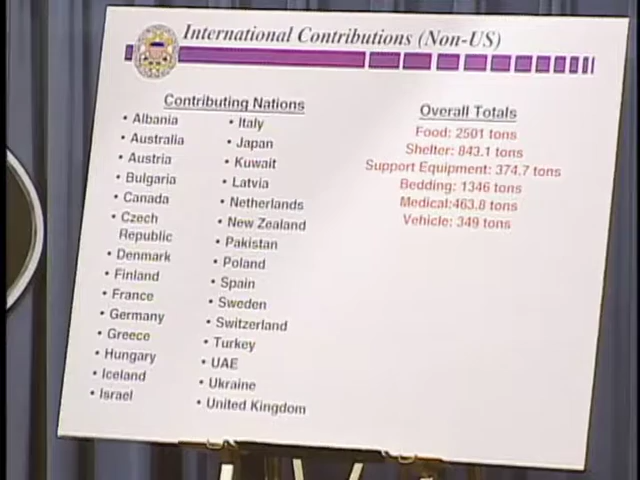 International Contributions (Non-US)
Contributing Nations
• Albania
• Australia
• Austria
• Bulgaria
• Canada
• Czech
Republic
• Denmark
• Finland
• France
• Germany
• Greece
• Hungary
• Iceland
• Israel
• Italy
• Japan
• Kuwait
• Latvia
• Netherlands
• New Zealand
• Pakistan
• Poland
• Spain
• Sweden
• Switzerland
• Turkey
• UAE
• Ukraine
• United Kingdom
Overall Totals
Food: 2501 tons
Shelter: 843.1 tons
Support Equipment: 374.7 tons
Bedding: 1346 tons
Medical:463.8 tons
Vehicle: 349 tons